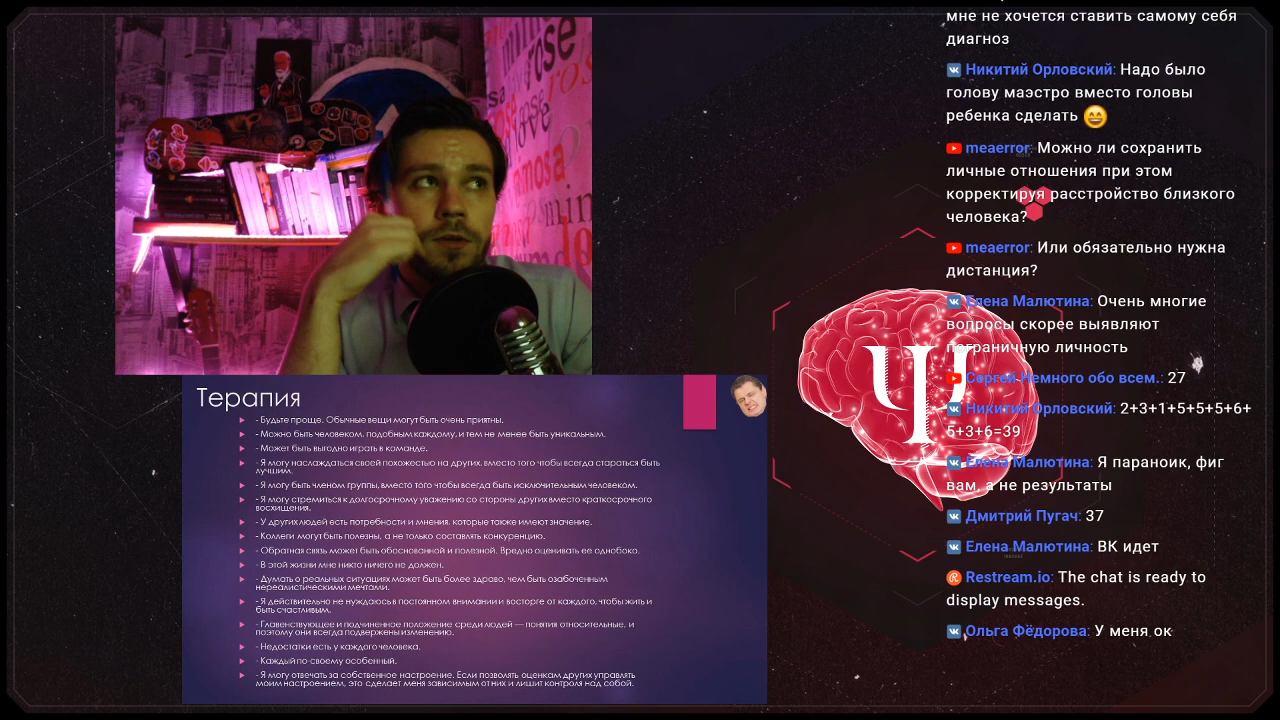 rose
mimosa
Терапия
- Будьте проще. Обычные вещи могут быть очень приятны.
- Можно быть человеком, подобным каждому, и тем не менее быть уникальным.
- Может быть выгодно играть в команде.
- Я могу наслаждаться своей похожестью на других, вместо того чтобы всегда стараться быть
лучшим.
- Я могу быть членом группы, вместо того чтобы всегда быть исключительным человеком.
- Я могу стремиться к долгосрочному уважению со стороны других вместо краткосрочного
восхищения.
- У других людей есть потребности и мнения, которые также имеют значение.
- Коллеги могут быть полезны, а не только составлять конкуренцию.
- Обратная связь может быть обоснованной и полезной. Вредно оценивать ее однобоко.
- В этой жизни мне никто ничего не должен.
- Думать о реальных ситуациях может быть более здраво, чем быть озабоченным
нереалистическими мечтами.
- Я действительно не нуждаюсь в постоянном внимании и восторге от каждого, чтобы жить и
быть счастливым.
- Главенствующее и подчиненное положение среди людей — понятия относительные, и
поэтому они всегда подвержены изменению.
- Недостатки есть у каждого человека.
- Каждый по-своему особенный.
- Я могу отвечать за собственное настроение. Если позволять оценкам других управлять
моим настроением, это сделает меня зависимым от них и лишит контроля над собой.
Ψ
мне не хочется ставить самому себя
диагноз
Никитий Орловский: Надо было
голову маэстро вместо головы
ребенка сделать 😄
meaerror: Можно ли сохранить
личные отношения при этом
корректируя расстройство близкого
человека?
meaerror: Или обязательно нужна
дистанция?
Елена Малютина: Очень многие
вопросы скорее выявляют
пограничную личность
Сергей Немного обо всем.: 27
Никитий Орловский: 2+3+1+5+5+5+6+
5+3+6=39
Елена Малютина: Я параноик, фиг
вам, а не результаты
Дмитрий Пугач: 37
Елена Малютина: ВК идет
Restream.io: The chat is ready to
display messages.
Ольга Фёдорова: У меня ок